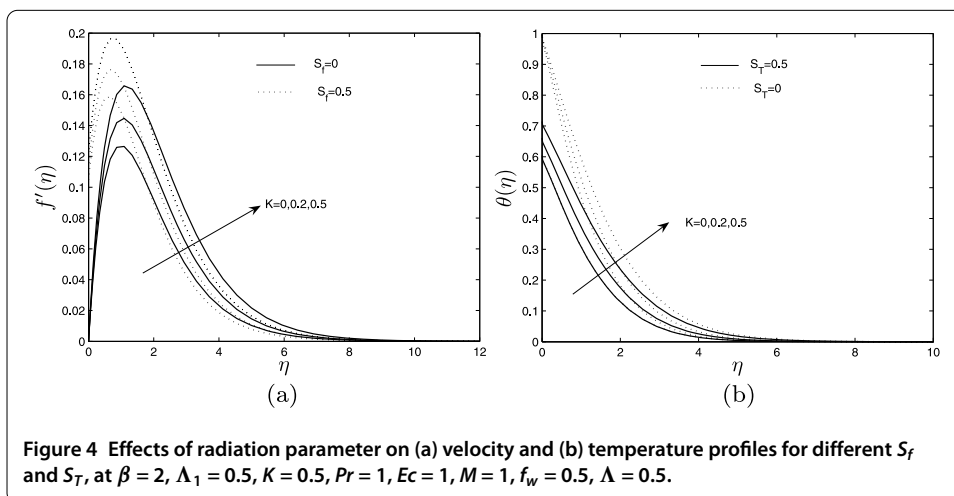 0.2
0.18
0.16
0.14
0.12
0.1
0.08
0.06
0.04
0.02
0
f′(η)
S_f=0
S_f=0.5
K=0,0.2,0.5
0 2 4 6 8 10 12
η
(a)
1
0.9
0.8
0.7
0.6
0.5
0.4
0.3
0.2
0.1
0
θ(η)
S_T=0.5
S_T=0
K=0,0.2,0.5
0 2 4 6 8 10
η
(b)
Figure 4 Effects of radiation parameter on (a) velocity and (b) temperature profiles for different S_f
and S_T, at β = 2, Λ₁ = 0.5, K = 0.5, Pr = 1, Ec = 1, M = 1, f_w = 0.5, Λ = 0.5.